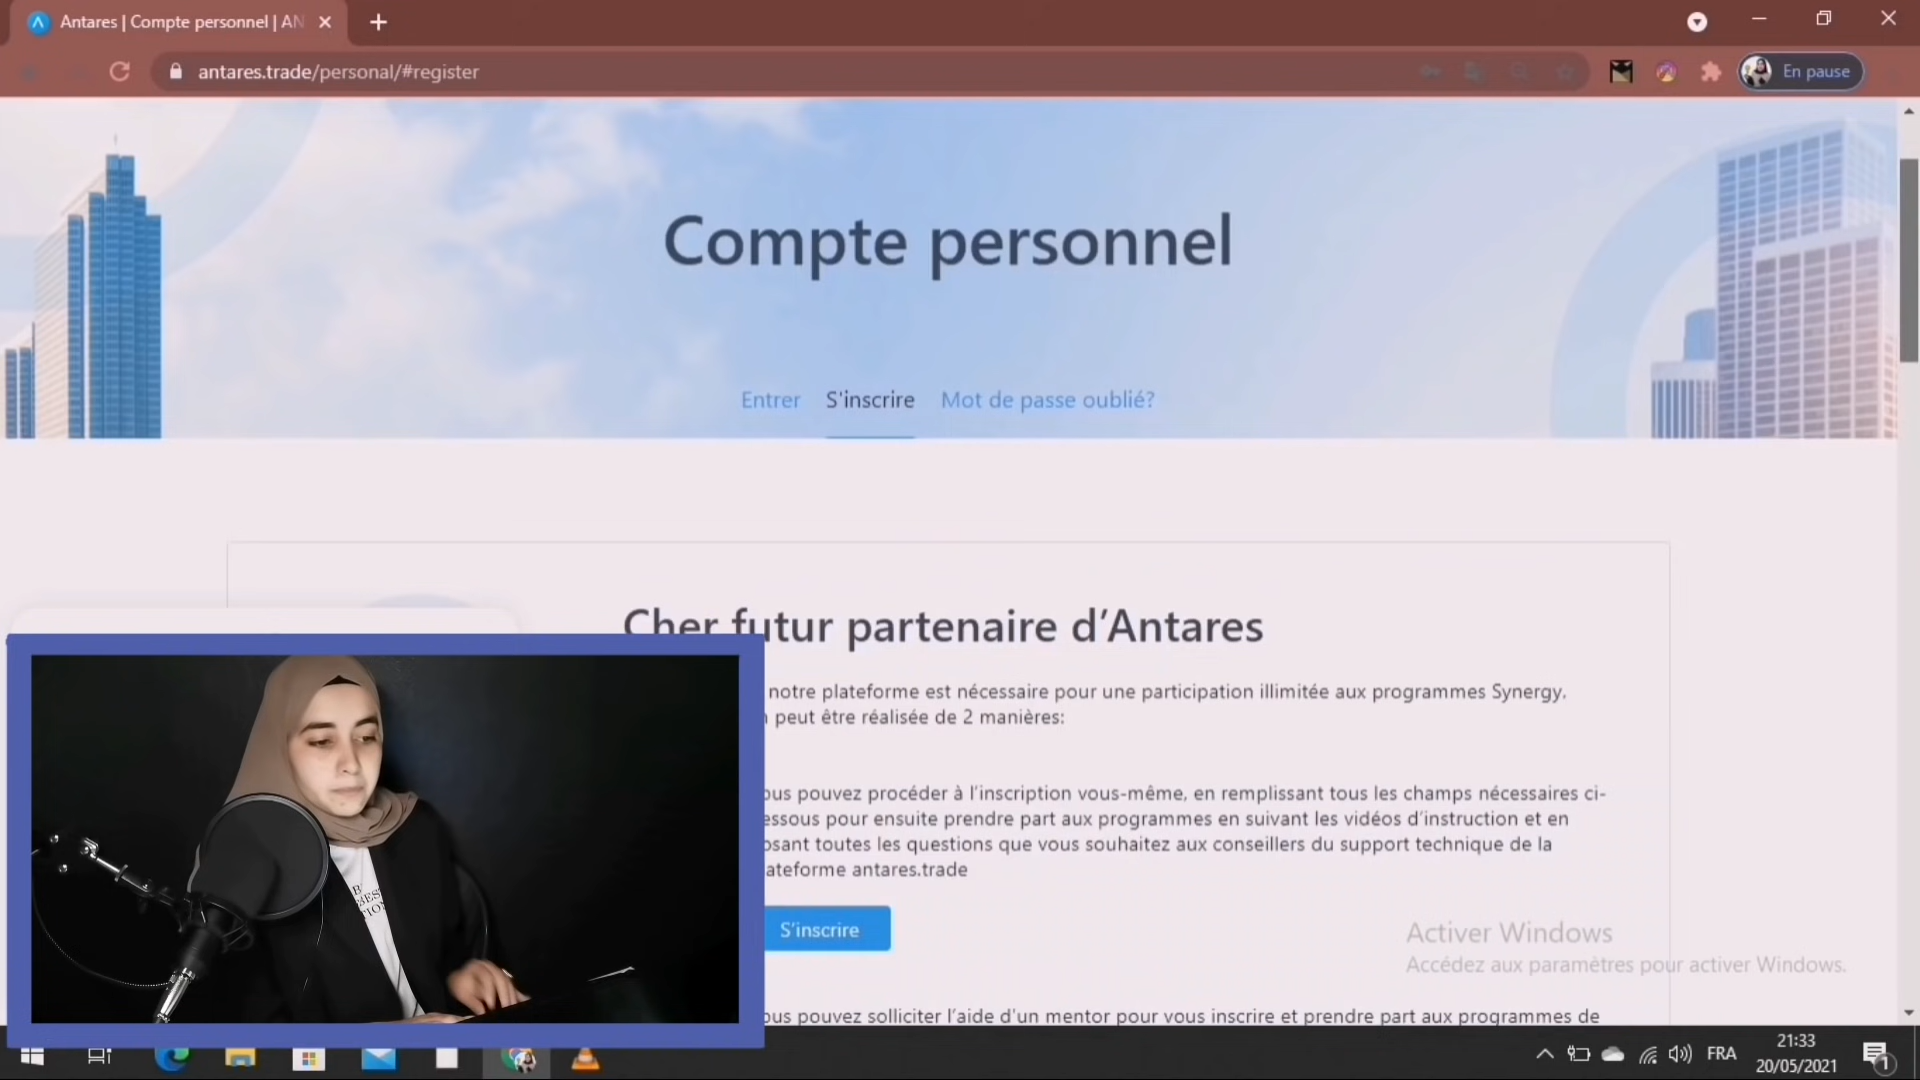 Antares | Compte personnel | AN
antares.trade/personal/#register
En pause
Compte personnel
Entrer S'inscrire Mot de passe oublié?
Cher futur partenaire d'Antares
notre plateforme est nécessaire pour une participation illimitée aux programmes Synergy.
peut être réalisée de 2 manières:
ous pouvez procéder à l'inscription vous-même, en remplissant tous les champs nécessaires ci-
essous pour ensuite prendre part aux programmes en suivant les vidéos d'instruction et en
osant toutes les questions que vous souhaitez aux conseillers du support technique de la
ateforme antares.trade
S'inscrire
Activer Windows
Accédez aux paramètres pour activer Windows.
ous pouvez solliciter l'aide d'un mentor pour vous inscrire et prendre part aux programmes de
FRA
21:33
20/05/2021
1